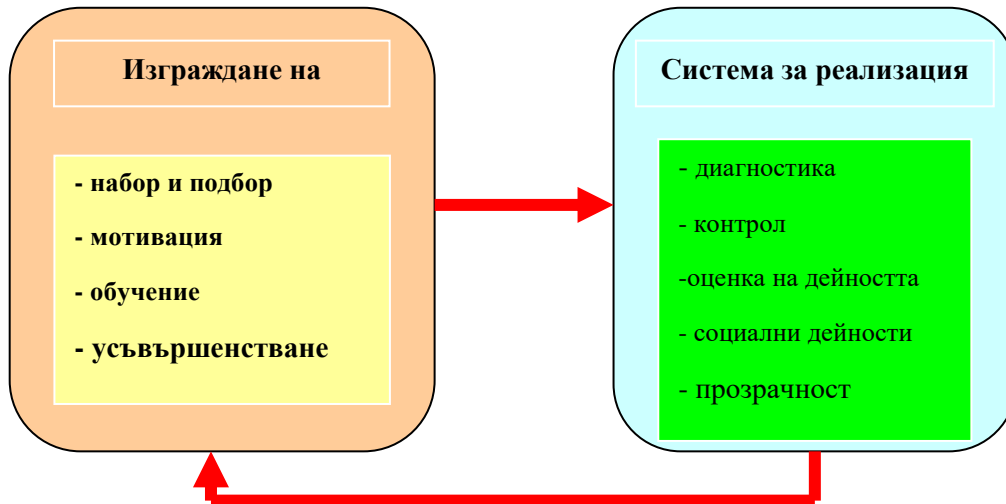 Изграждане на
- набор и подбор
- мотивация
- обучение
- усъвършенстване
Система за реализация
- диагностика
- контрол
-оценка на дейността
- социални дейности
- прозрачност